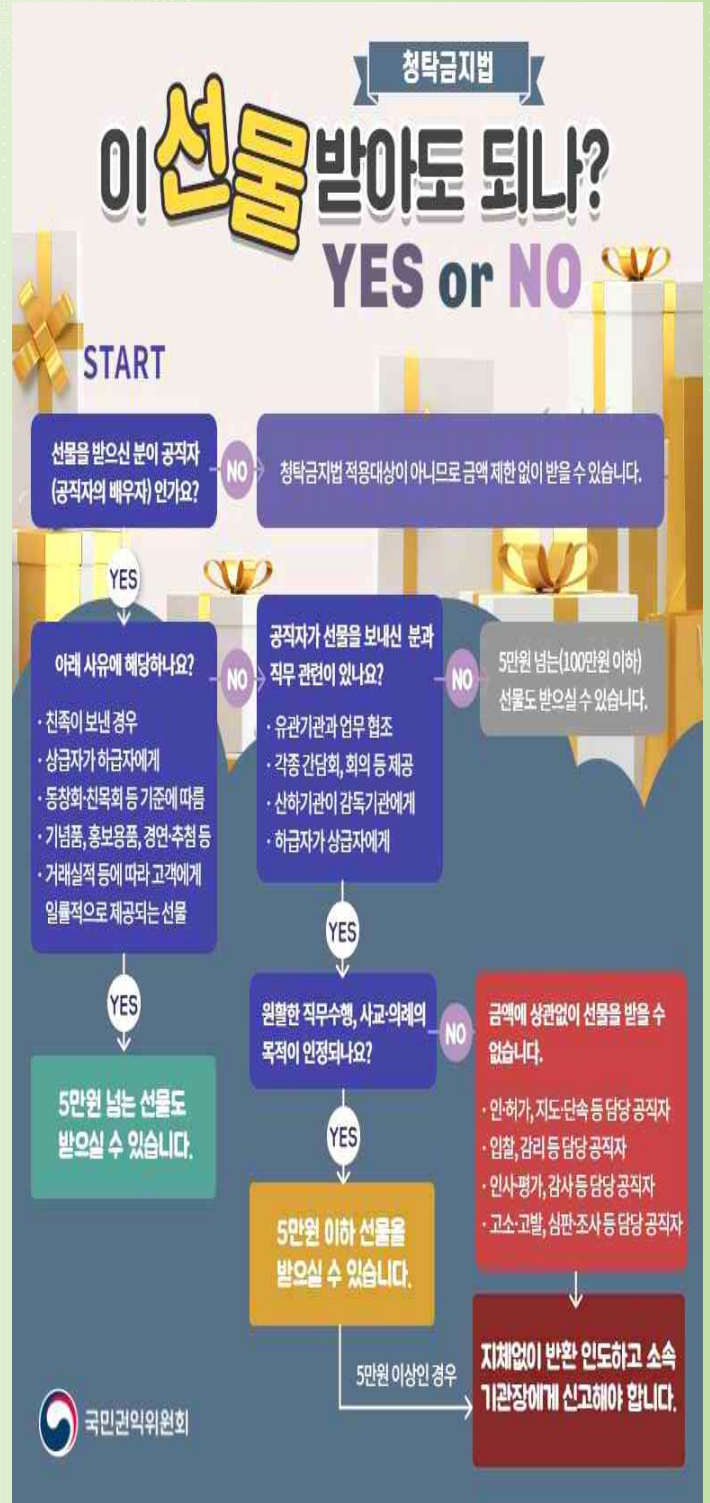 청탁금지법
이 선물 받아도 되나?
YES or NO
START
선물을 받으신 분이 공직자
(공직자의 배우자) 인가요?
NO
청탁금지법 적용대상이 아니므로 금액 제한 없이 받을 수 있습니다.
YES
아래 사유에 해당하나요?
· 친족이 보낸 경우
· 상급자가 하급자에게
· 동창회·친목회 등 기준에 따름
· 기념품, 홍보용품, 경연·추첨 등
· 거래실적 등에 따라 고객에게
일률적으로 제공되는 선물
NO
공직자가 선물을 보내신 분과
직무 관련이 있나요?
· 유관기관과 업무 협조
· 각종 간담회, 회의 등 제공
· 산하기관이 감독기관에게
· 하급자가 상급자에게
NO
5만원 넘는(100만원 이하)
선물도 받으실 수 있습니다.
YES
5만원 넘는 선물도
받으실 수 있습니다.
YES
원활한 직무수행, 사교·의례의
목적이 인정되나요?
NO
금액에 상관없이 선물을 받을 수
없습니다.
· 인·허가, 지도·단속 등 담당 공직자
· 입찰, 감리 등 담당 공직자
· 인사·평가, 감사 등 담당 공직자
· 고소·고발, 심판·조사 등 담당 공직자
YES
5만원 이하 선물을
받으실 수 있습니다.
5만원 이상인 경우
지체없이 반환 인도하고 소속
기관장에게 신고해야 합니다.
국민권익위원회